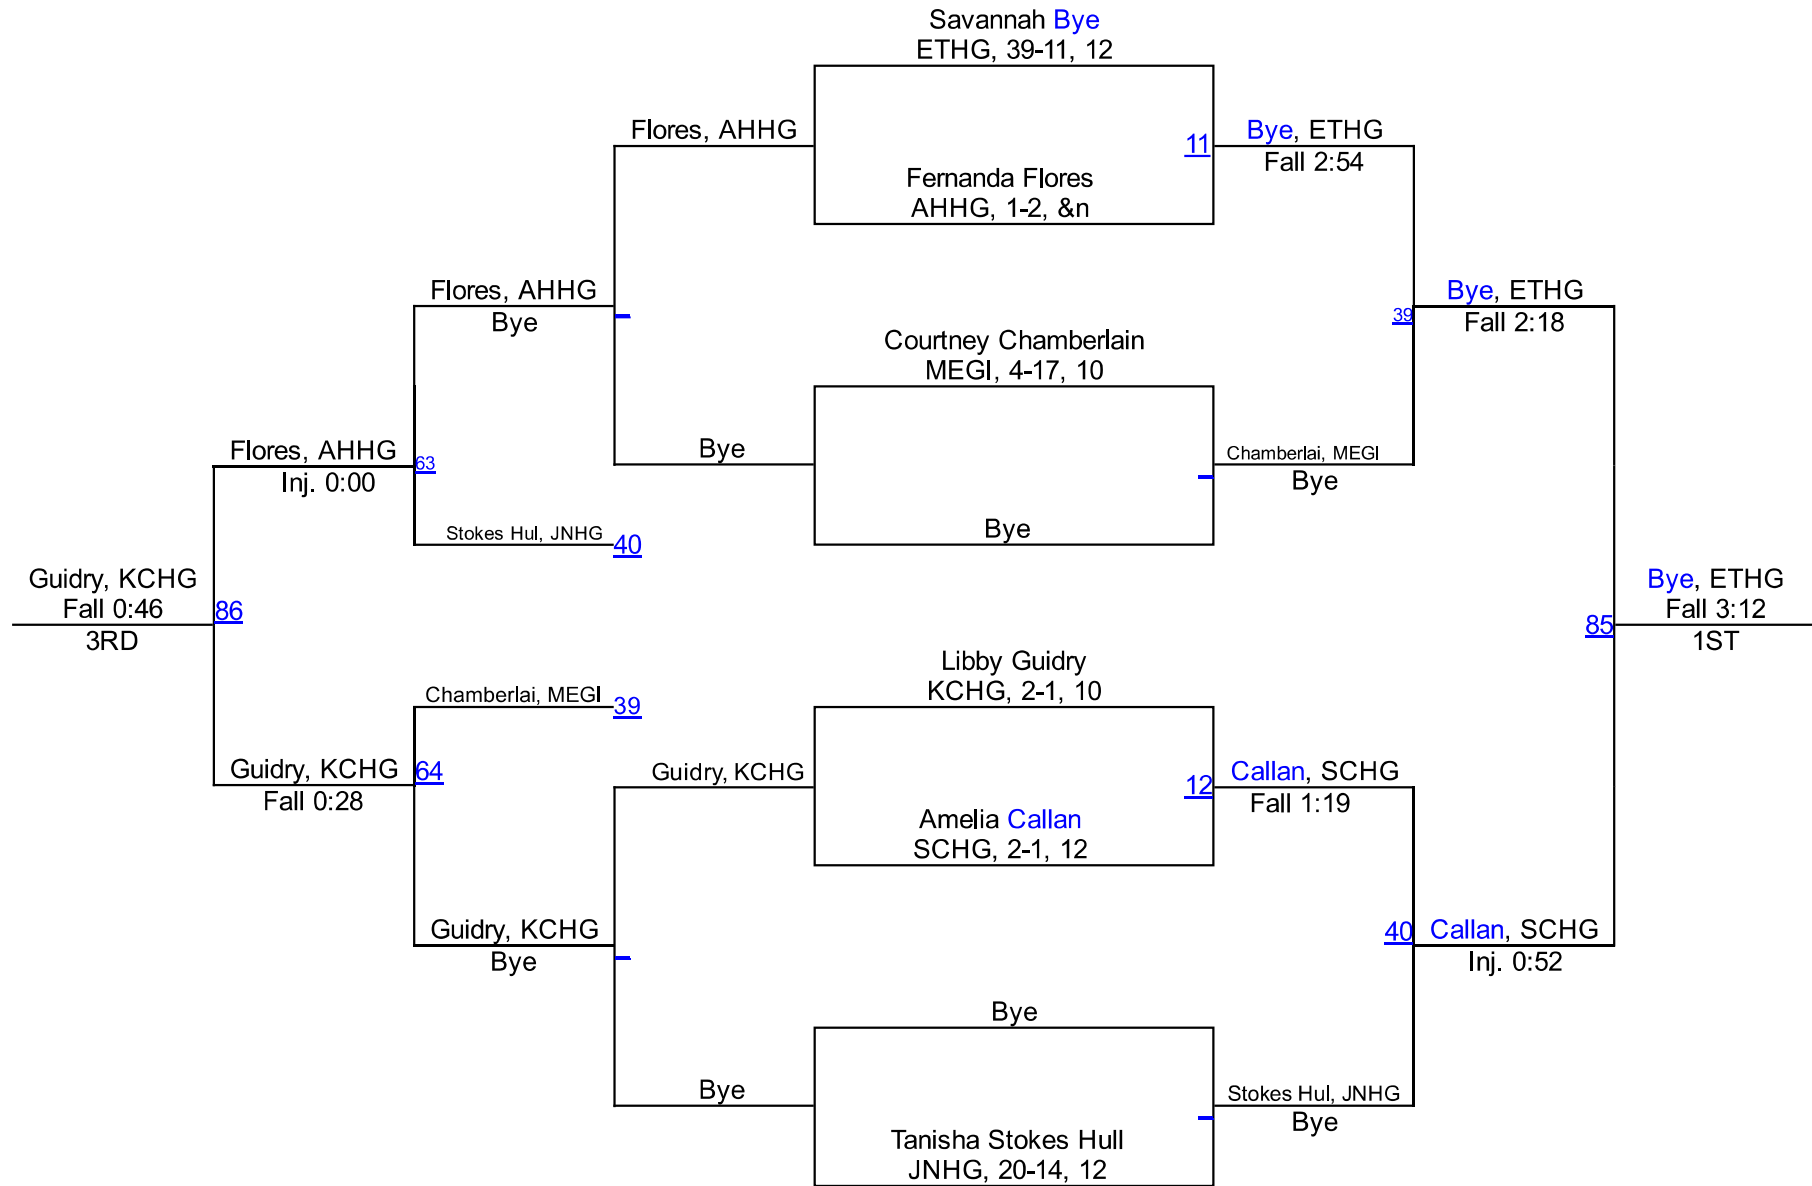 Savannah Bye
ETHG, 39-11, 12
Flores, AHHG
11
Bye, ETHG
Fall 2:54
Fernanda Flores
AHHG, 1-2, &n
Flores, AHHG
Bye
Bye, ETHG
39
Fall 2:18
Courtney Chamberlain
MEGI, 4-17, 10
Flores, AHHG
63
Inj. 0:00
Bye
Chamberlai, MEGI
Bye
Stokes Hul, JNHG
40
Bye
Guidry, KCHG
Fall 0:46
86
3RD
Bye, ETHG
Fall 3:12
85
1ST
Libby Guidry
KCHG, 2-1, 10
Chamberlai, MEGI
39
Guidry, KCHG
64
Fall 0:28
Guidry, KCHG
12
Callan, SCHG
Fall 1:19
Amelia Callan
SCHG, 2-1, 12
Guidry, KCHG
Bye
40
Callan, SCHG
Inj. 0:52
Bye
Bye
Stokes Hul, JNHG
Bye
Tanisha Stokes Hull
JNHG, 20-14, 12